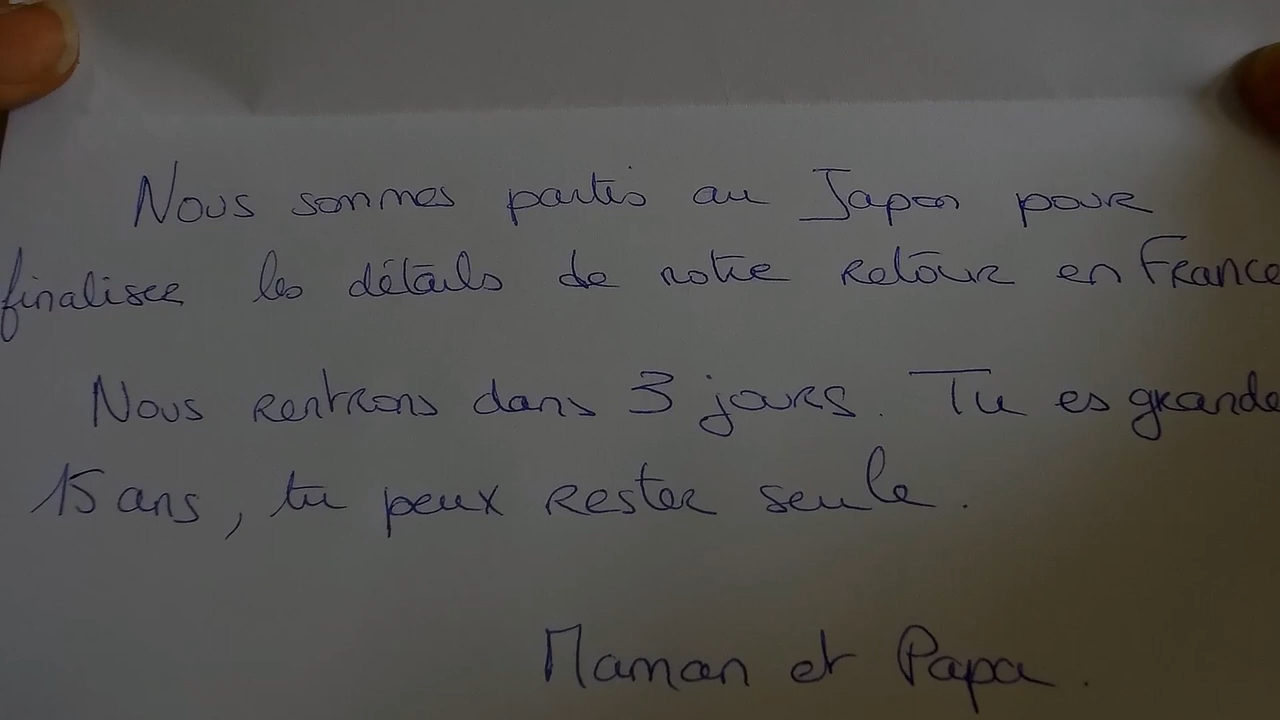 Nous sommes partis au Japon pour
finaliser les détails de notre retour en France
Nous rentrons dans 3 jours. Tu es grande
15 ans, tu peux rester seule.
Maman et Papa.